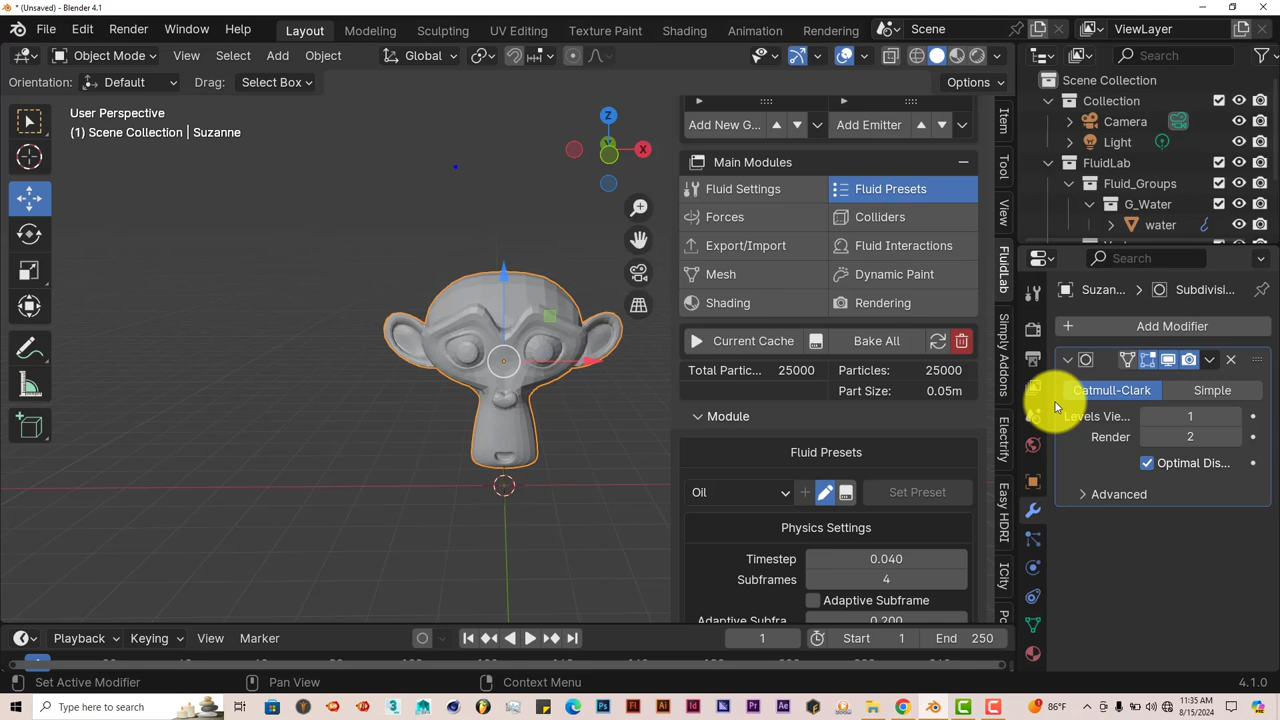 * (Unsaved) - Blender 4.1
File Edit Render Window Help Layout Modeling Sculpting UV Editing Texture Paint Shading Animation Rendering Scene ViewLayer
Object Mode View Select Add Object Global Search
Orientation: Default Drag: Select Box Options
User Perspective
(1) Scene Collection | Suzanne
Z
X
Add New G... Add Emitter
Main Modules
Fluid Settings Fluid Presets
Forces Colliders
Export/Import Fluid Interactions
Mesh Dynamic Paint
Shading Rendering
Current Cache Bake All
Total Partic... 25000 Particles: 25000
Part Size: 0.05m
Module
Fluid Presets
Oil Set Preset
Physics Settings
Timestep 0.040
Subframes 4
Adaptive Subframe
Adaptive Subfra... 0.200
Item
Tool
View
FluidLab
Simply Addons
Electrify
Easy HDRI
ICity
Po
Scene Collection
Collection
Camera
Light
FluidLab
Fluid_Groups
G_Water
water
Search
Suzan... Subdivisi...
Add Modifier
Catmull-Clark Simple
Levels Vie... 1
Render 2
Optimal Dis...
Advanced
Playback Keying View Marker 1 Start 1 End 250
Set Active Modifier Pan View Context Menu 4.1.0
Type here to search 86°F 11:35 AM
8/15/2024